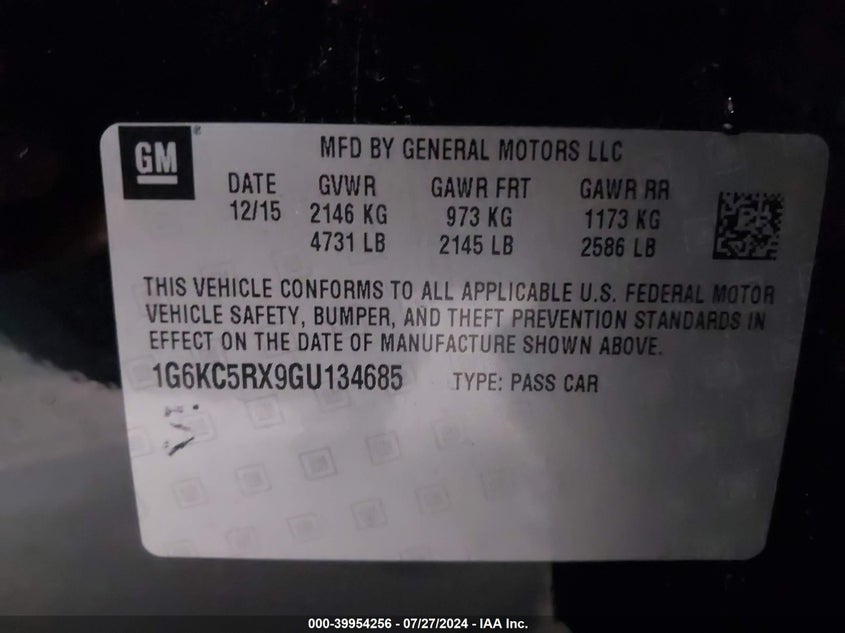 GM
MFD BY GENERAL MOTORS LLC
DATE GVWR GAWR FRT GAWR RR
12/15 2146 KG 973 KG 1173 KG
4731 LB 2145 LB 2586 LB
THIS VEHICLE CONFORMS TO ALL APPLICABLE U.S. FEDERAL MOTOR
VEHICLE SAFETY, BUMPER, AND THEFT PREVENTION STANDARDS IN
EFFECT ON THE DATE OF MANUFACTURE SHOWN ABOVE.
1G6KC5RX9GU134685 TYPE: PASS CAR
000-39954256 - 07/27/2024 - IAA Inc.